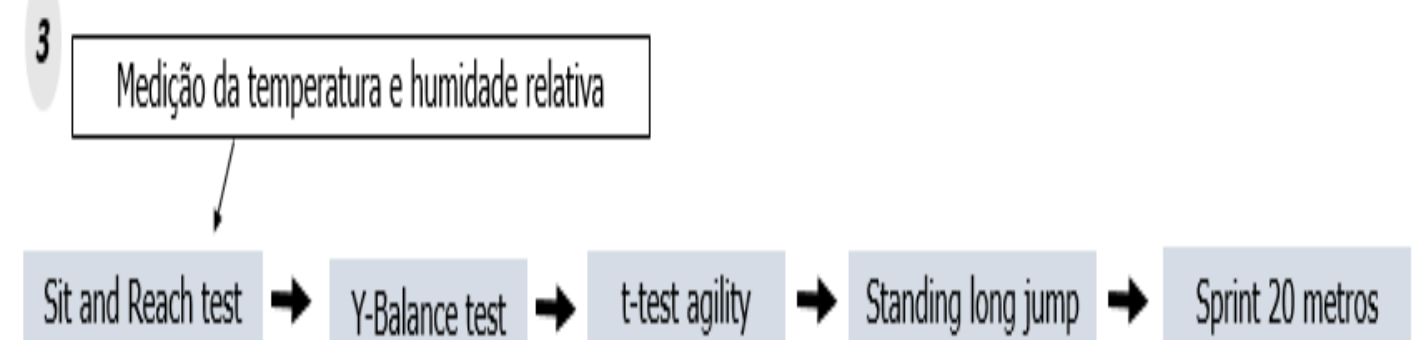 3
Medição da temperatura e humidade relativa
Sit and Reach test
Y-Balance test
t-test agility
Standing long jump
Sprint 20 metros